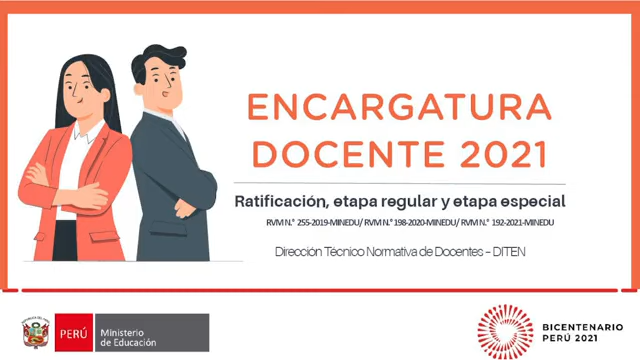 ENCARGATURA
DOCENTE 2021
Ratificación, etapa regular y etapa especial
RVM N.° 255-2019-MINEDU/ RVM N.° 198-2020-MINEDU/ RVM N.° 192-2021-MINEDU
Dirección Técnico Normativa de Docentes – DITEN
PERÚ
Ministerio
de Educación
BICENTENARIO
PERÚ 2021